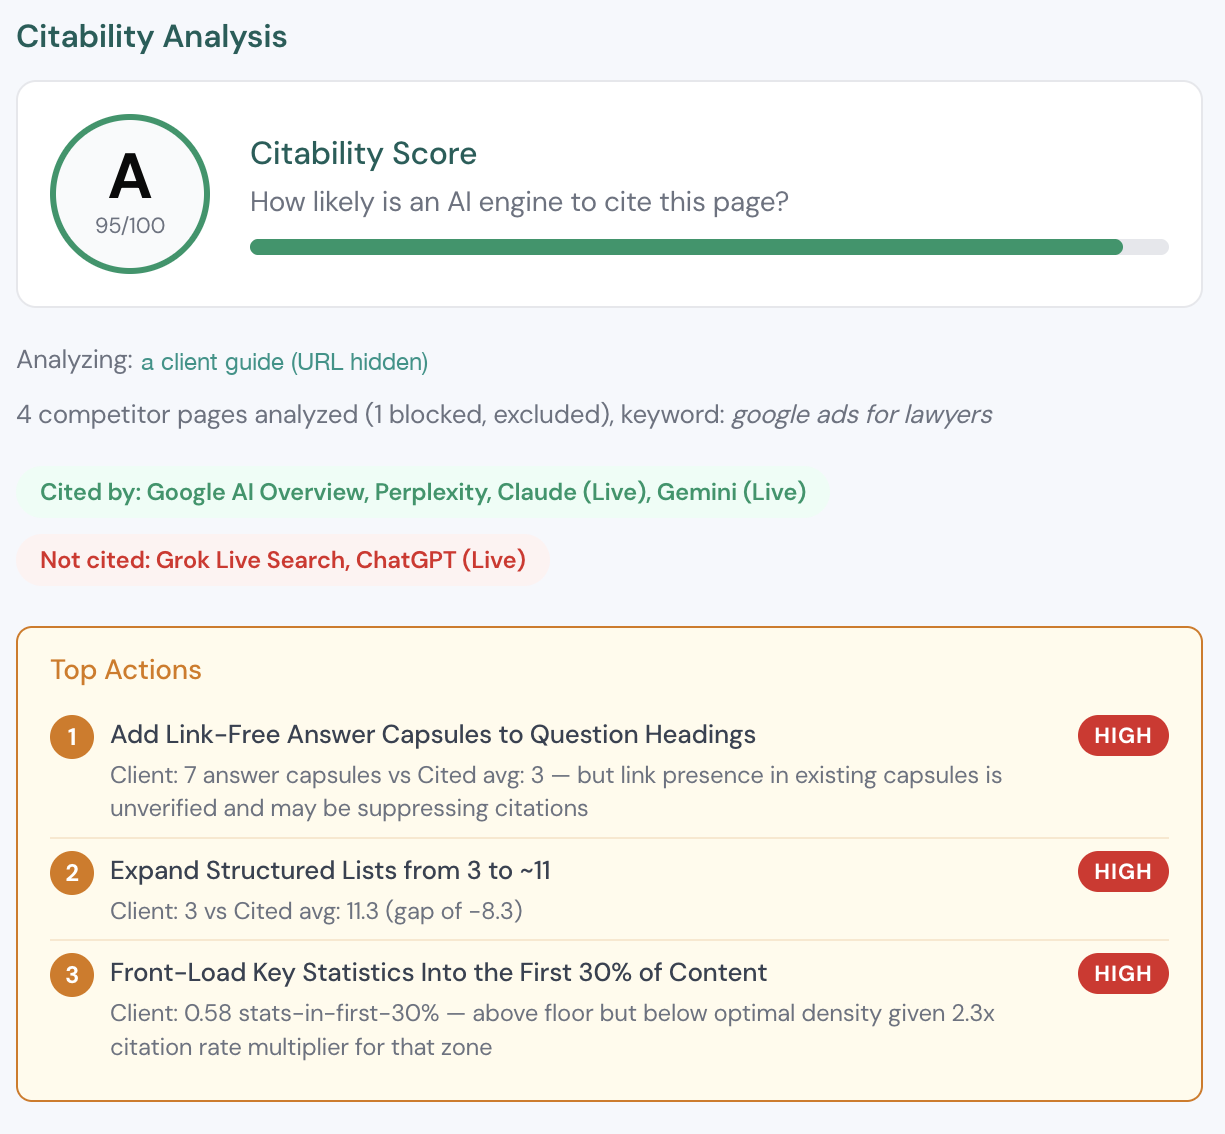 Citability Analysis
A
95/100
Citability Score
How likely is an AI engine to cite this page?
Analyzing: a client guide (URL hidden)
4 competitor pages analyzed (1 blocked, excluded), keyword: google ads for lawyers
Cited by: Google AI Overview, Perplexity, Claude (Live), Gemini (Live)
Not cited: Grok Live Search, ChatGPT (Live)
Top Actions
1 Add Link-Free Answer Capsules to Question Headings HIGH
Client: 7 answer capsules vs Cited avg: 3 — but link presence in existing capsules is
unverified and may be suppressing citations
2 Expand Structured Lists from 3 to ~11 HIGH
Client: 3 vs Cited avg: 11.3 (gap of -8.3)
3 Front-Load Key Statistics Into the First 30% of Content HIGH
Client: 0.58 stats-in-first-30% — above floor but below optimal density given 2.3x
citation rate multiplier for that zone